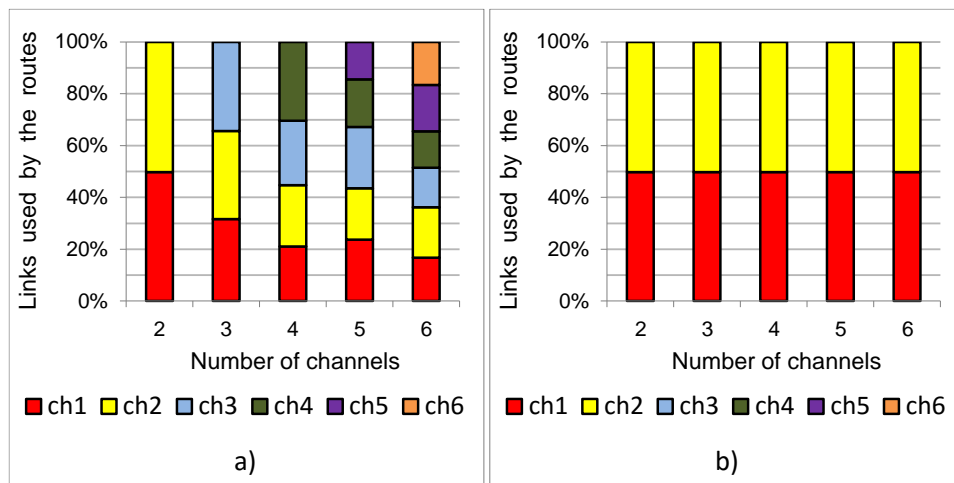 100%
80%
60%
40%
20%
0%
Links used by the routes
2 3 4 5 6
Number of channels
ch1 ch2 ch3 ch4 ch5 ch6
a)
100%
80%
60%
40%
20%
0%
Links used by the routes
2 3 4 5 6
Number of channels
ch1 ch2 ch3 ch4 ch5 ch6
b)